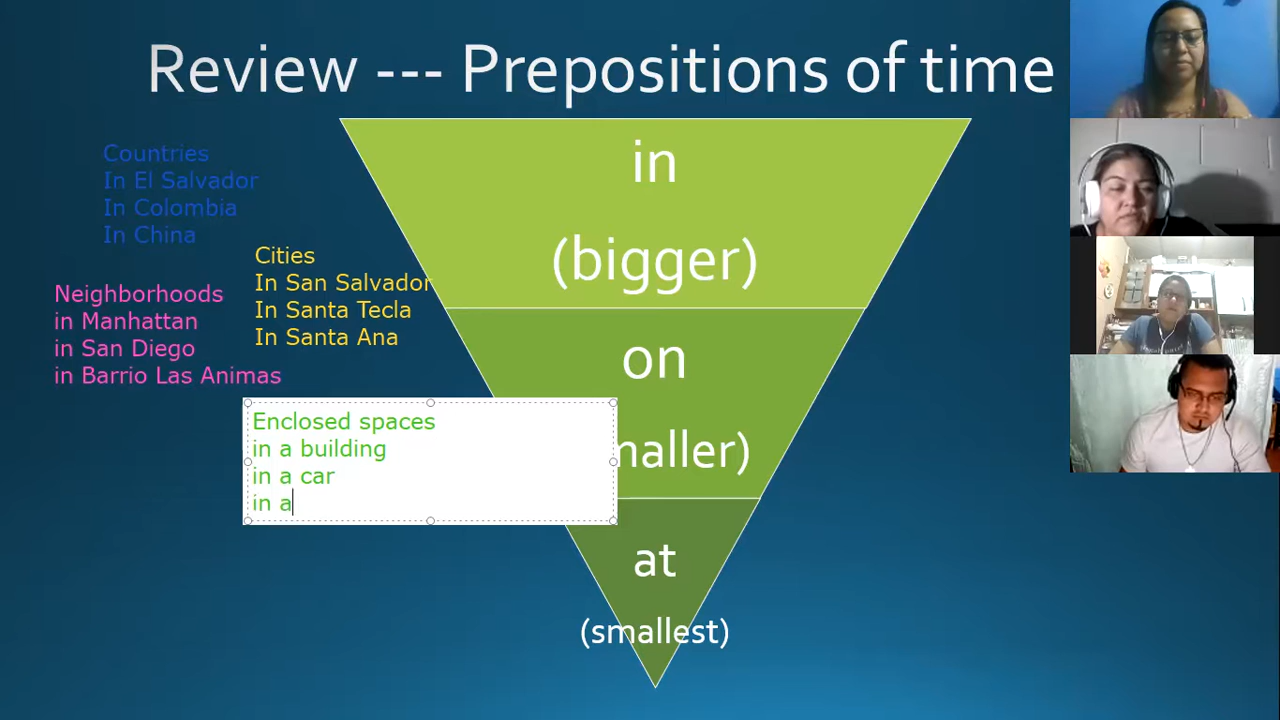 Review --- Prepositions of time
Countries
In El Salvador
In Colombia
In China
Cities
In San Salvador
In Santa Tecla
In Santa Ana
Neighborhoods
in Manhattan
in San Diego
in Barrio Las Animas
Enclosed spaces
in a building
in a car
in a
in
(bigger)
on
maller)
at
(smallest)